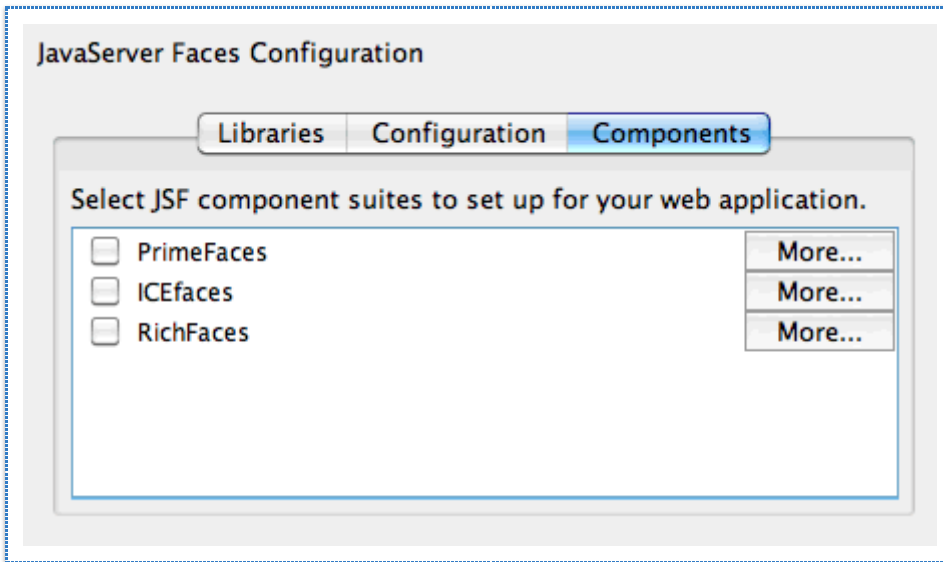 JavaServer Faces Configuration
Libraries Configuration Components
Select JSF component suites to set up for your web application.
PrimeFaces More...
ICEfaces More...
RichFaces More...